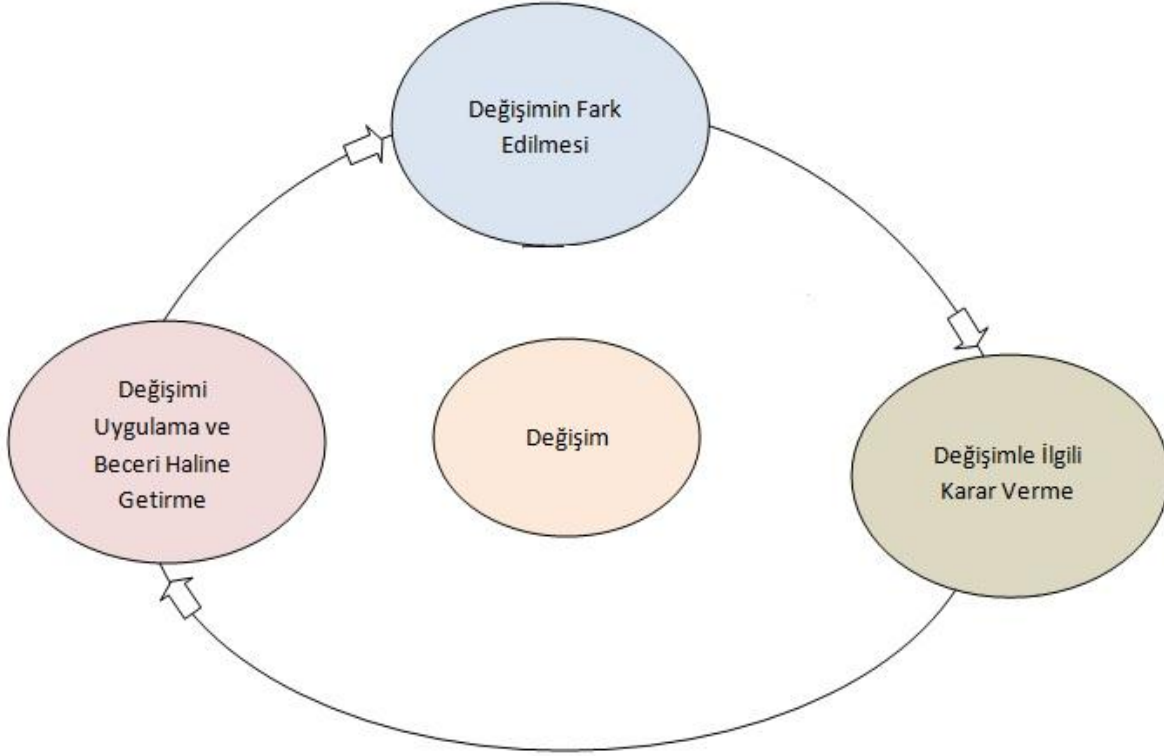 Değişimin Fark
Edilmesi
Değişimi
Uygulama ve
Beceri Haline
Getirme
Değişim
Değişimle İlgili
Karar Verme